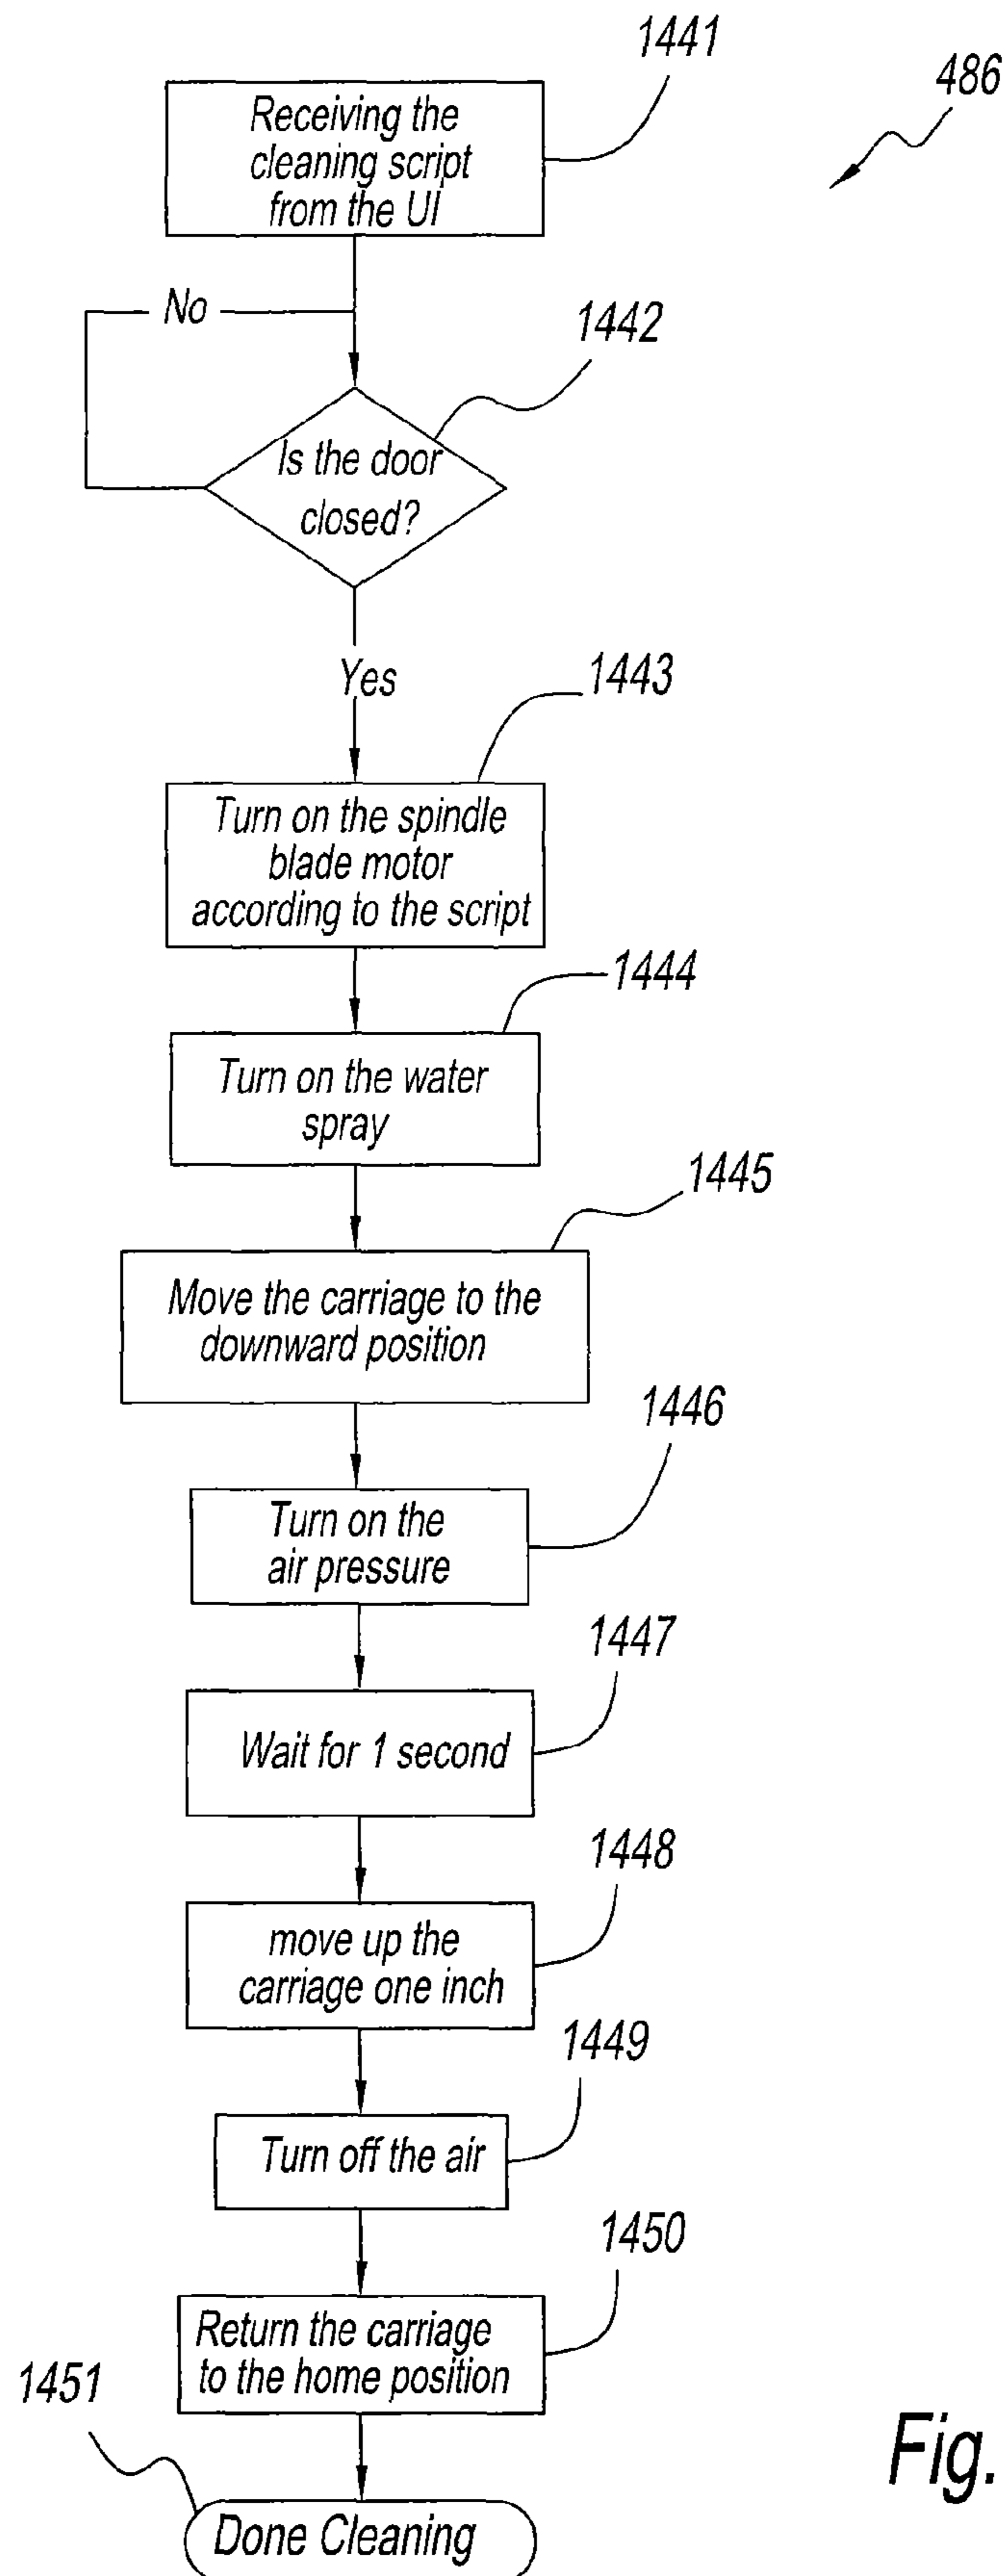 1441
486
Receiving the
cleaning script
from the UI
No
1442
Is the door
closed?
Yes
1443
Turn on the spindle
blade motor
according to the script
1444
Turn on the water
spray
1445
Move the carriage to the
downward position
1446
Turn on the
air pressure
1447
Wait for 1 second
1448
move up the
carriage one inch
1449
Turn off the air
1450
Return the carriage
to the home position
1451
Fig.
Done Cleaning